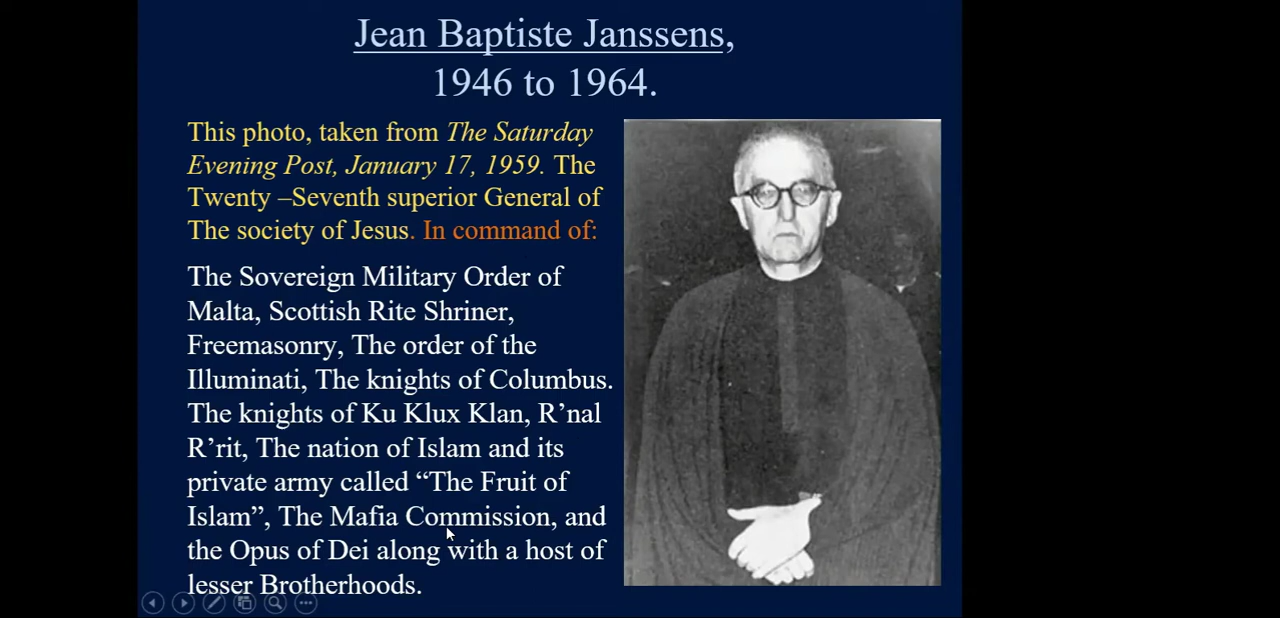 Jean Baptiste Janssens,
1946 to 1964.
This photo, taken from The Saturday
Evening Post, January 17, 1959. The
Twenty –Seventh superior General of
The society of Jesus. In command of:
The Sovereign Military Order of
Malta, Scottish Rite Shriner,
Freemasonry, The order of the
Illuminati, The knights of Columbus.
The knights of Ku Klux Klan, R’nal
R’rit, The nation of Islam and its
private army called “The Fruit of
Islam”, The Mafia Commission, and
the Opus of Dei along with a host of
lesser Brotherhoods.